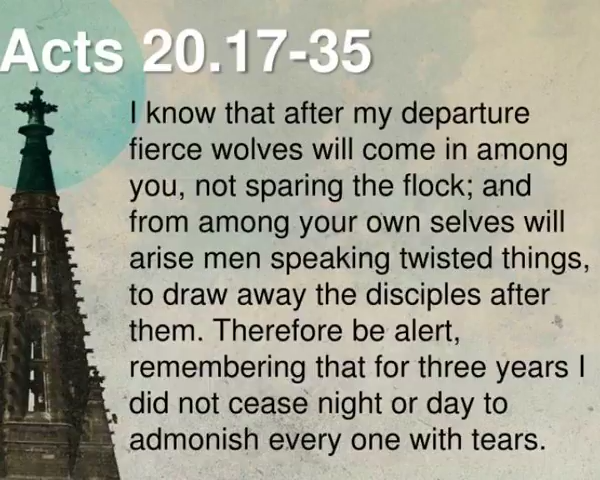 Acts 20.17-35
I know that after my departure
fierce wolves will come in among
you, not sparing the flock; and
from among your own selves will
arise men speaking twisted things,
to draw away the disciples after
them. Therefore be alert,
remembering that for three years I
did not cease night or day to
admonish every one with tears.